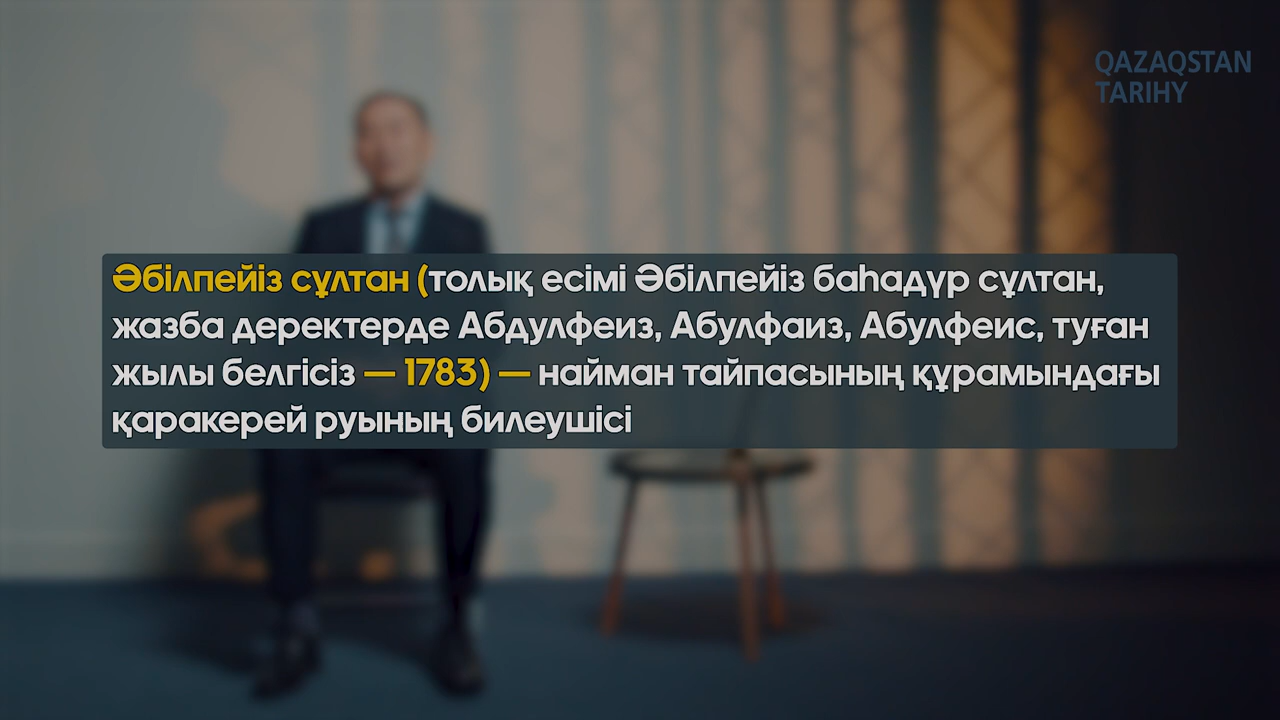 QAZAQSTAN
TARIHY
Әбілпейіз сұлтан (толық есімі Әбілпейіз баһадүр сұлтан,
жазба деректерде Абдулфеиз, Абулфаиз, Абулфеис, туған
жылы белгісіз — 1783) — найман тайпасының құрамындағы
қаракерей руының билеушісі